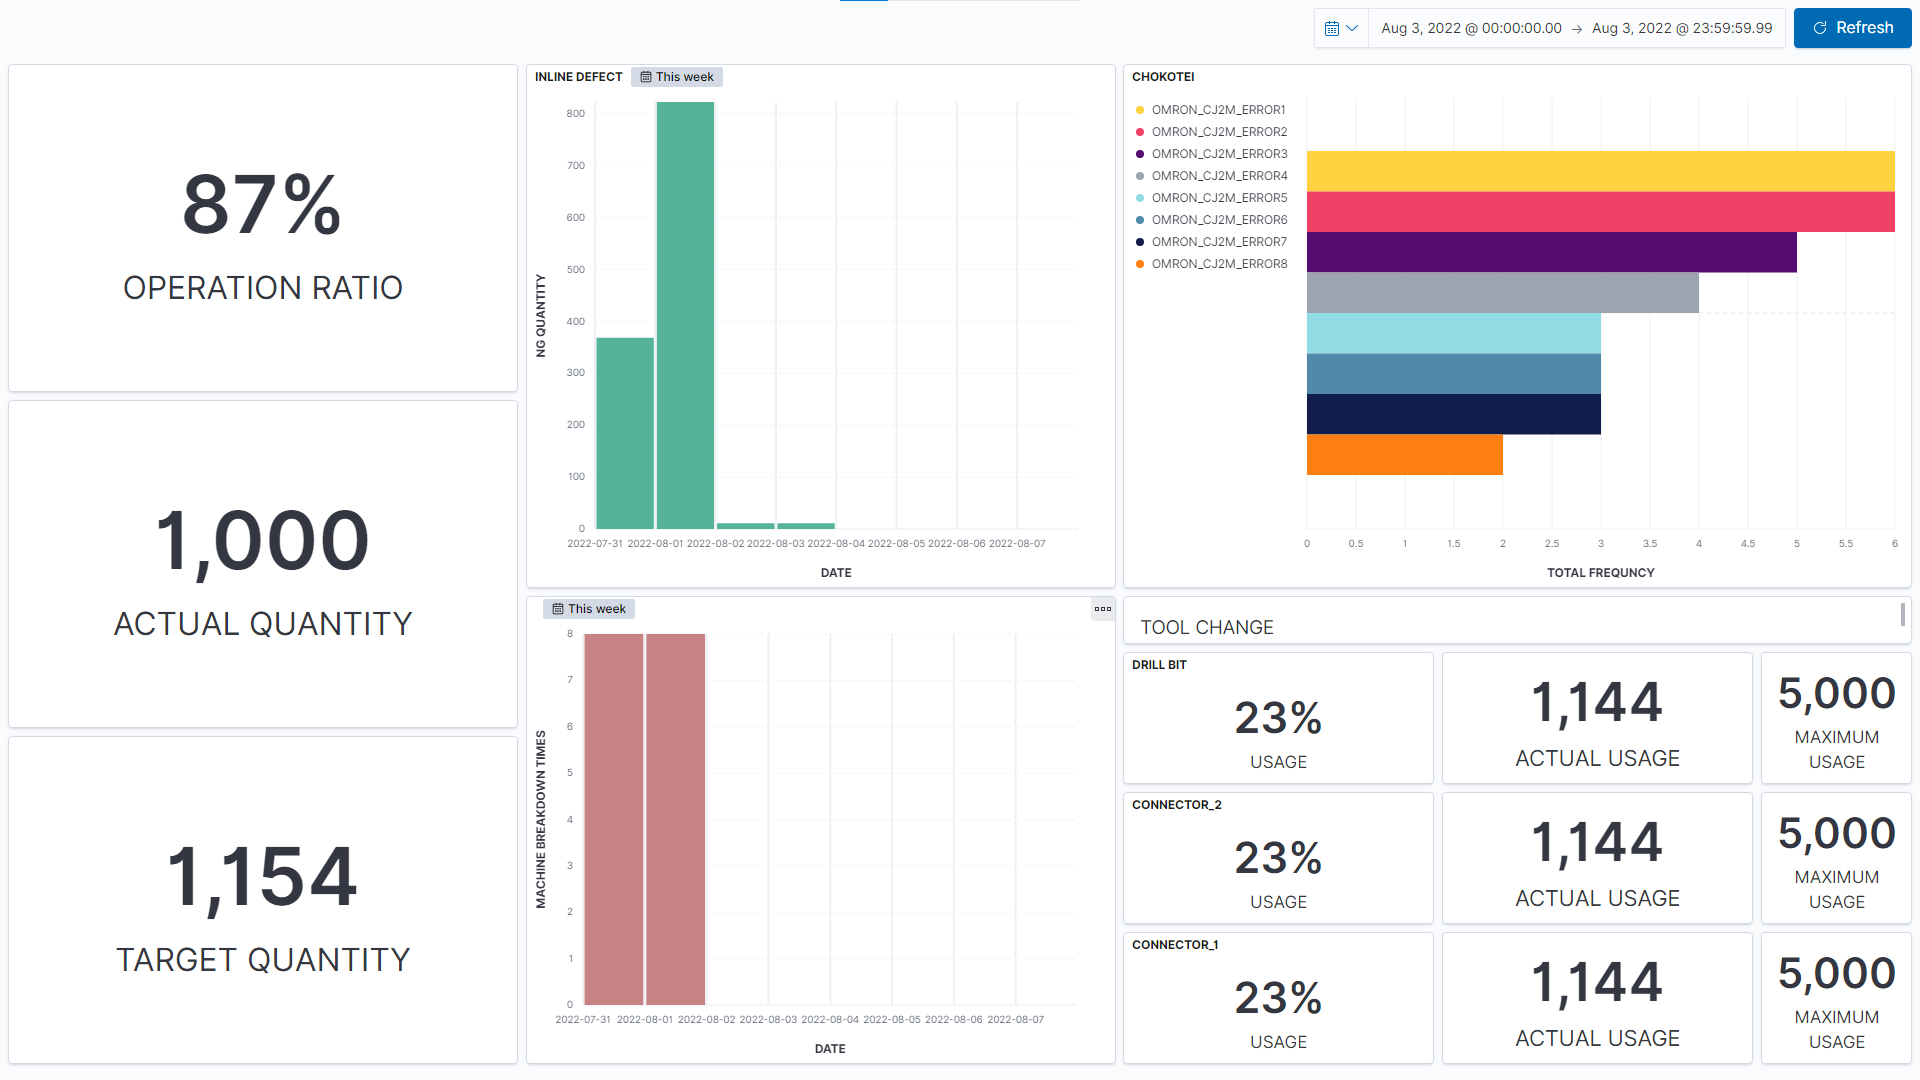 Aug 3, 2022 @ 00:00:00.00 → Aug 3, 2022 @ 23:59:59.99
Refresh
87%
OPERATION RATIO
1,000
ACTUAL QUANTITY
1,154
TARGET QUANTITY
INLINE DEFECT
This week
NG QUANTITY
800
700
600
500
400
300
200
100
0
2022-07-31 2022-08-01 2022-08-02 2022-08-03 2022-08-04 2022-08-05 2022-08-06 2022-08-07
DATE
This week
MACHINE BREAKDOWN TIMES
8
7
6
5
4
3
2
1
0
2022-07-31 2022-08-01 2022-08-02 2022-08-03 2022-08-04 2022-08-05 2022-08-06 2022-08-07
DATE
CHOKOTEI
OMRON_CJ2M_ERROR1
OMRON_CJ2M_ERROR2
OMRON_CJ2M_ERROR3
OMRON_CJ2M_ERROR4
OMRON_CJ2M_ERROR5
OMRON_CJ2M_ERROR6
OMRON_CJ2M_ERROR7
OMRON_CJ2M_ERROR8
0 0.5 1 1.5 2 2.5 3 3.5 4 4.5 5 5.5 6
TOTAL FREQUNCY
TOOL CHANGE
DRILL BIT
23%
USAGE
1,144
ACTUAL USAGE
5,000
MAXIMUM
USAGE
CONNECTOR_2
23%
USAGE
1,144
ACTUAL USAGE
5,000
MAXIMUM
USAGE
CONNECTOR_1
23%
USAGE
1,144
ACTUAL USAGE
5,000
MAXIMUM
USAGE